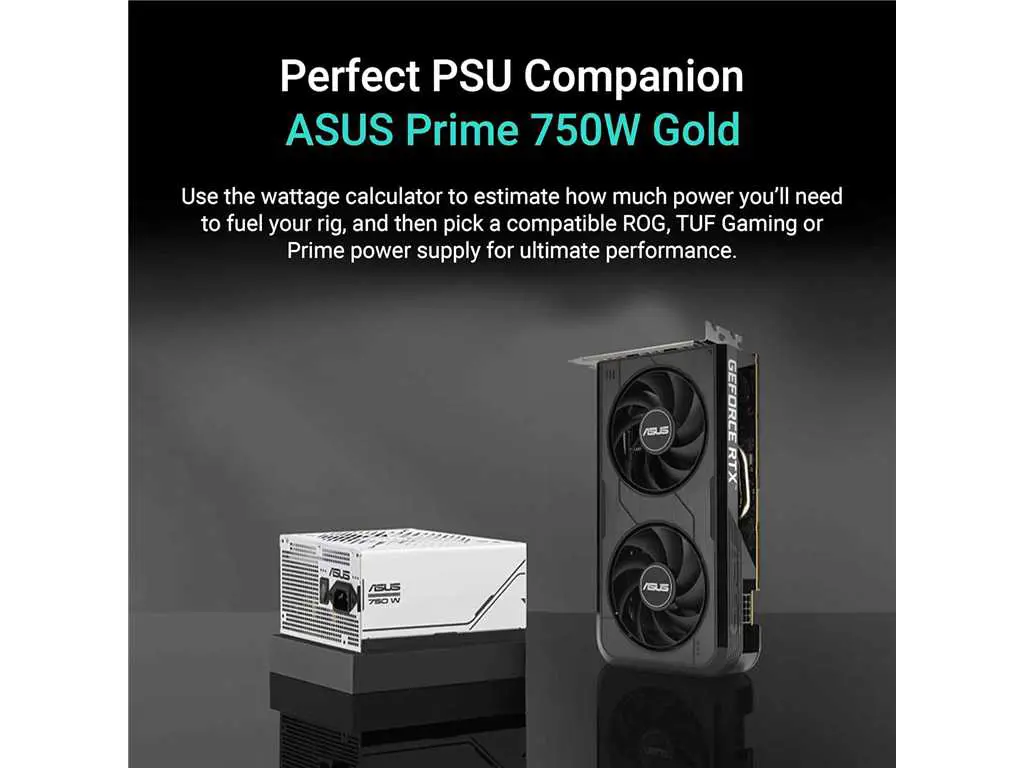 Perfect PSU Companion
ASUS Prime 750W Gold
Use the wattage calculator to estimate how much power you’ll need
to fuel your rig, and then pick a compatible ROG, TUF Gaming or
Prime power supply for ultimate performance.
GEFORCE RTX
ASUS
ASUS
ASUS
750 W
ASUS